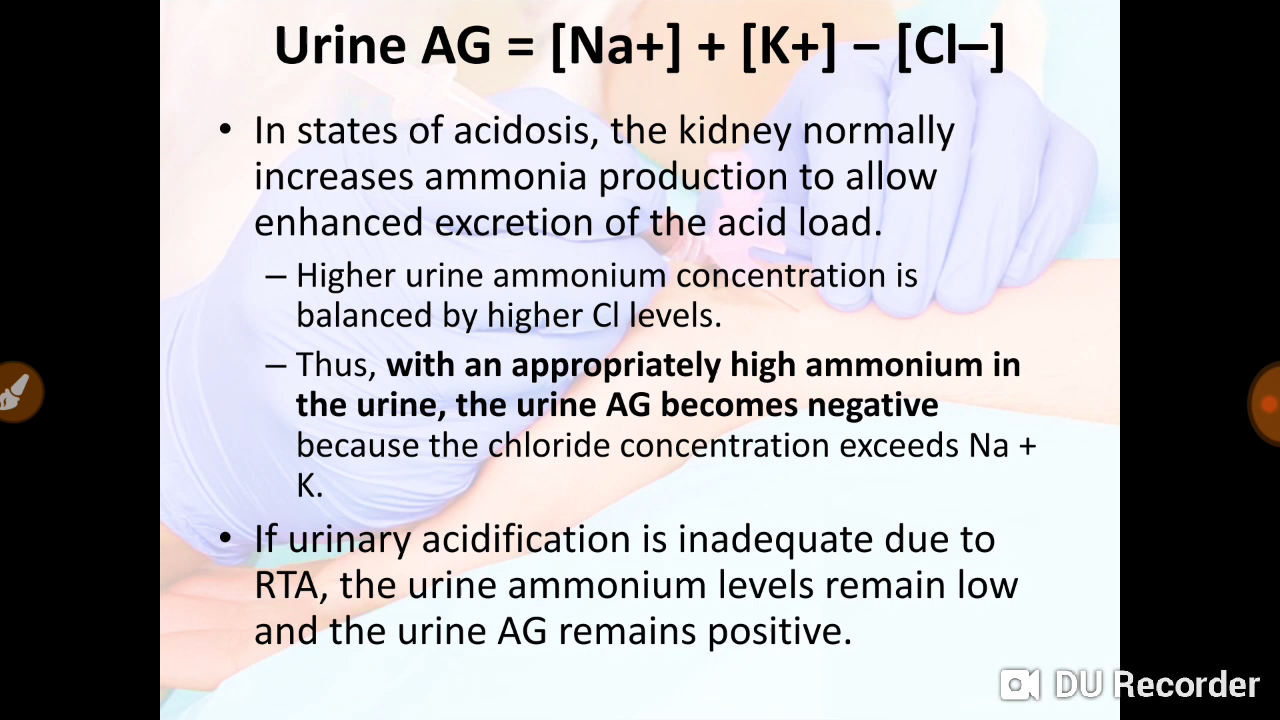 Urine AG = [Na+] + [K+] − [Cl–]
• In states of acidosis, the kidney normally
increases ammonia production to allow
enhanced excretion of the acid load.
– Higher urine ammonium concentration is
balanced by higher Cl levels.
– Thus, with an appropriately high ammonium in
the urine, the urine AG becomes negative
because the chloride concentration exceeds Na +
K.
• If urinary acidification is inadequate due to
RTA, the urine ammonium levels remain low
and the urine AG remains positive.
DU Recorder